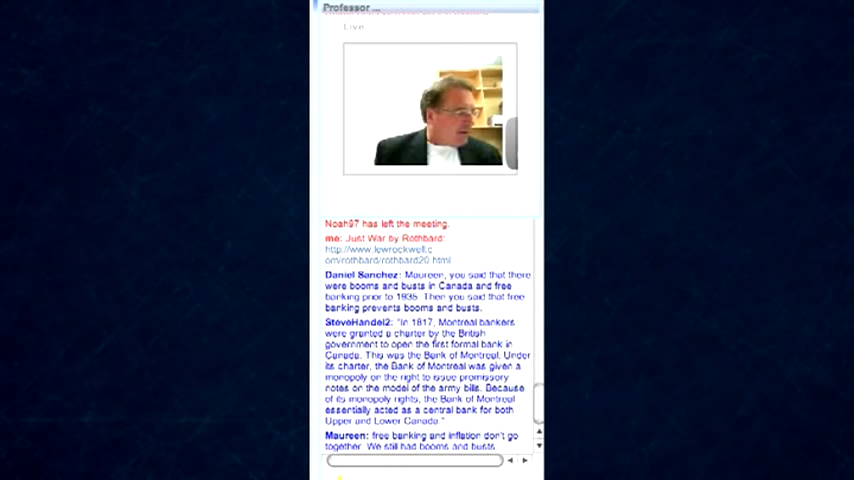 Professor ...
Live
Noah97 has left the meeting.
me: Just War by Rothbard:
http://www.lewrockwell.c
om/rothbard/rothbard20.html
Daniel Sanchez: Maureen, you said that there
were booms and busts in Canada and free
banking prior to 1935. Then you said that free
banking prevents booms and busts.
SteveHandel2: "In 1817, Montreal bankers
were granted a charter by the British
government to open the first formal bank in
Canada. This was the Bank of Montreal. Under
its charter, the Bank of Montreal was given a
monopoly on the right to issue promissory
notes on the model of the army bills. Because
of its monopoly rights, the Bank of Montreal
essentially acted as a central bank for both
Upper and Lower Canada."
Maureen: free banking and inflation don't go
together. We still had booms and busts